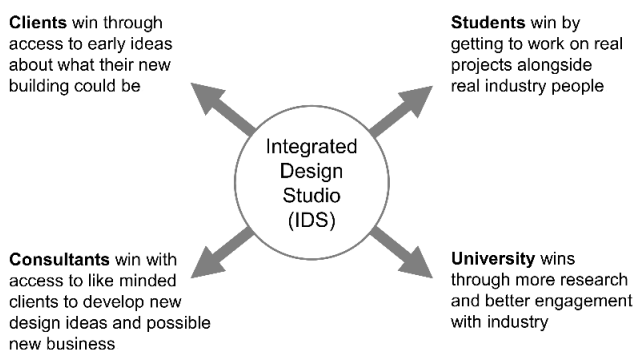 Clients win through
access to early ideas
about what their new
building could be
Students win by
getting to work on real
projects alongside
real industry people
Integrated
Design
Studio
(IDS)
Consultants win with
access to like minded
clients to develop new
design ideas and possible
new business
University wins
through more research
and better engagement
with industry